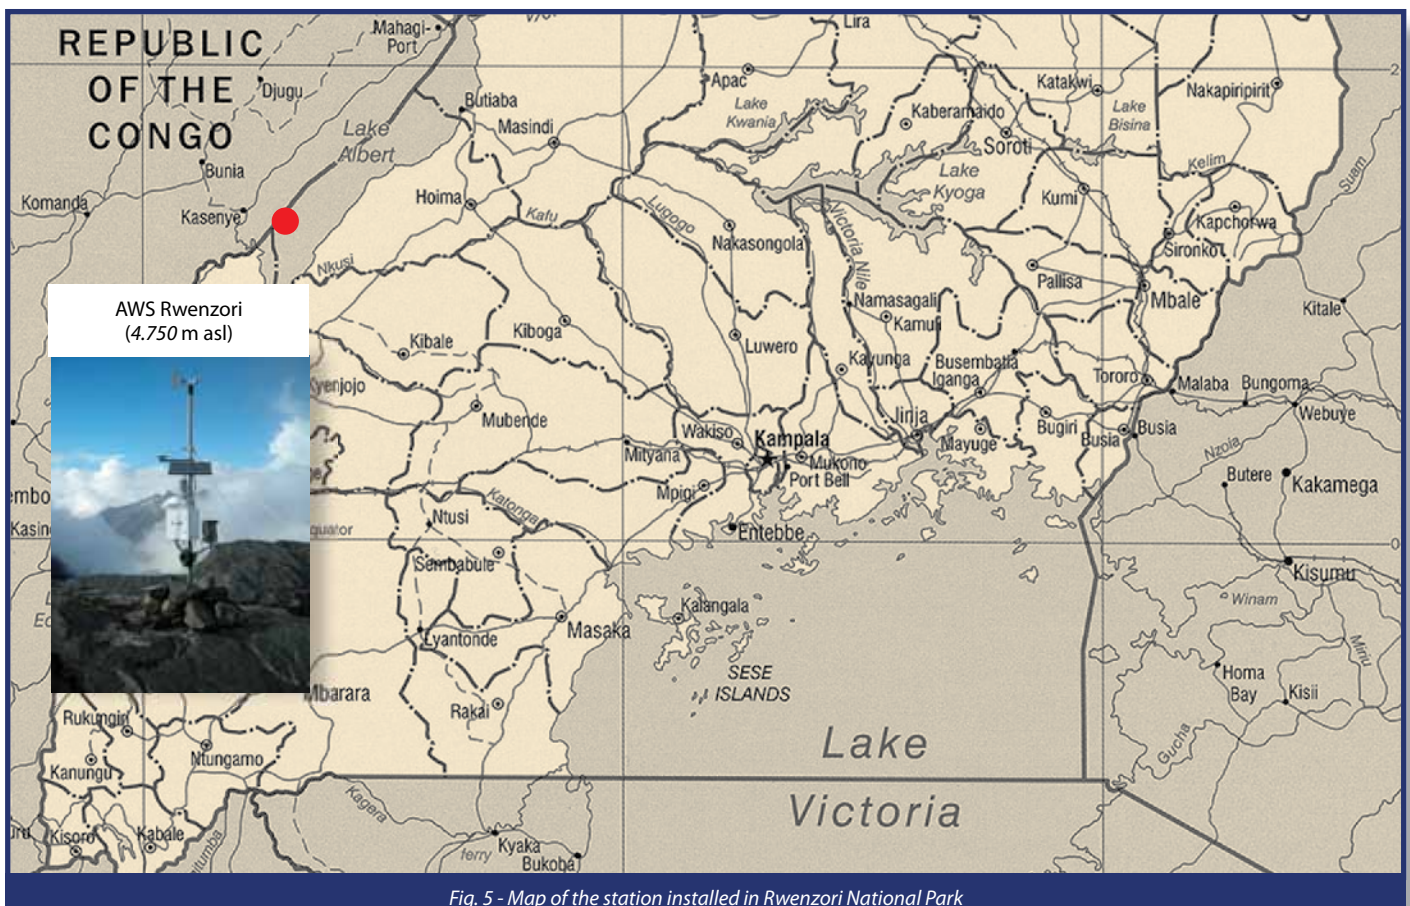 REPUBLIC
OF THE
CONGO
Mahagi-
Port
Djugu
Bunia
Komanda
Kasenye
Lake
Albert
Butiaba
Masindi
Hoima
Kafu
Nkusi
Lugogo
Lira
Apac
Lake
Kwania
Kaberamaido
Soroti
Lake
Kyoga
Katakwi
Lake
Bisina
Nakapiripirit
2
Kelim
Suam
Kumi
Kapchorwa
Sironko
Nakasongola
Victoria Nile
Pallisa
Mbale
Kitale
Namasagali
Kamuli
AWS Rwenzori
(4.750 m asl)
Kibale
Kiboga
Luwero
Kayunga
Busembatia
Iganga
Tororo
Malaba
Bungoma
Webuye
Kyenjojo
Mubende
Wakiso
Kampala
Jinja
Mayuge
Bugiri
Busia
Busia
Nzoia
Mityana
Mukono
Port Bell
Mpigi
Butere
Kakamega
Katonga
Ntusi
Entebbe
0
Sembabule
Kisumu
Winam
Kalangala
Lyantonde
Masaka
Miriu
SESE
ISLANDS
Homa
Bay
Kisii
Mbarara
Rakai
Gucha
Rukungiri
Ntungamo
Kanungu
Lake
Victoria
Kagera
Kisoro
Kabale
ferry
Kyaka
Bukoba
Fig. 5 - Map of the station installed in Rwenzori National Park